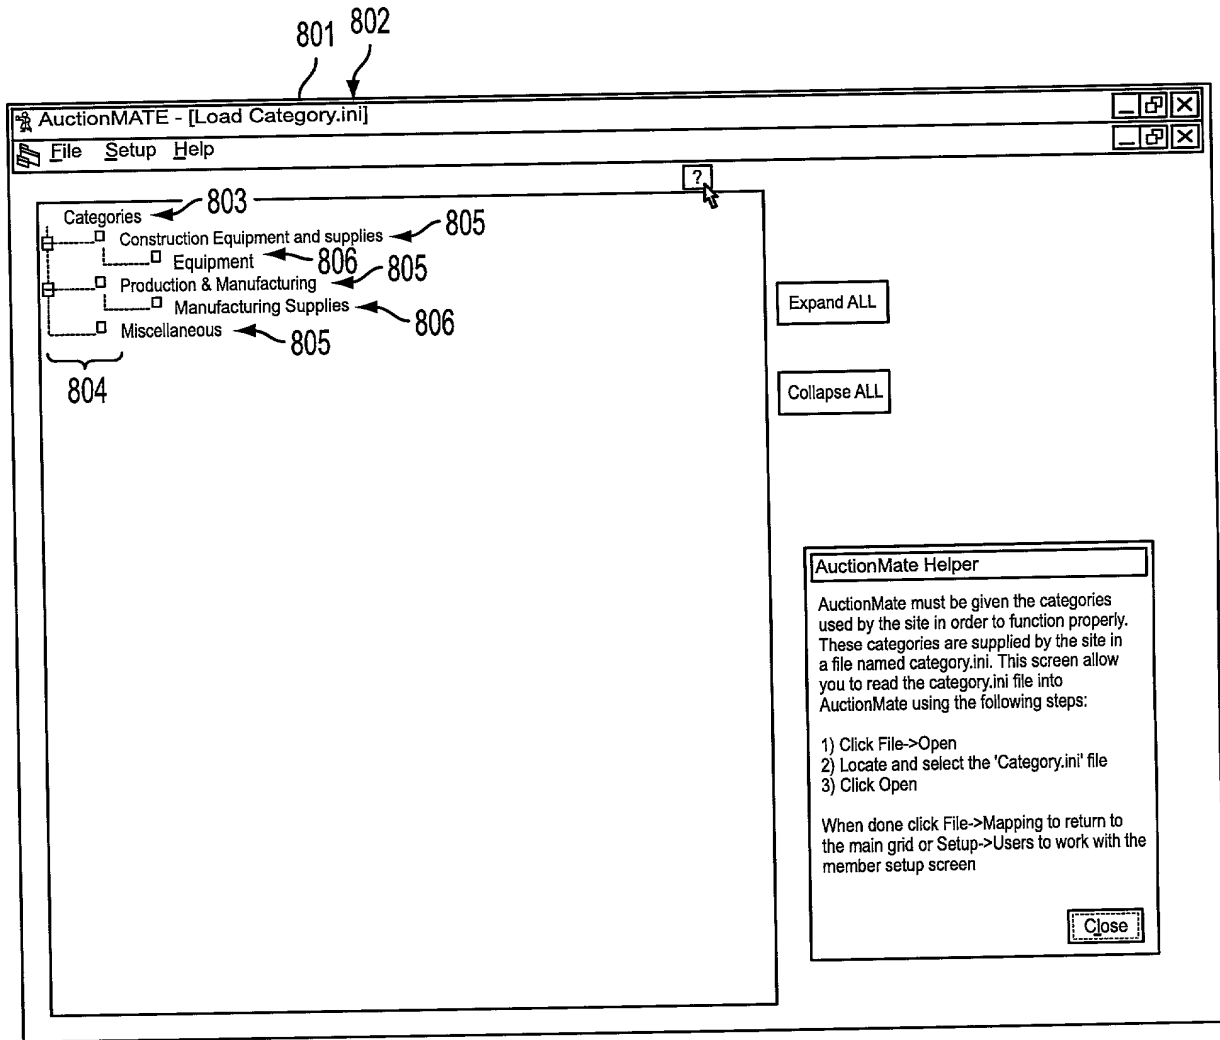 801 802
AuctionMATE - [Load Category.ini]
File Setup Help
?
Categories 803
Construction Equipment and supplies 805
Equipment 806
Production & Manufacturing 805
Manufacturing Supplies 806
Miscellaneous 805
804
Expand ALL
Collapse ALL
AuctionMate Helper
AuctionMate must be given the categories
used by the site in order to function properly.
These categories are supplied by the site in
a file named category.ini. This screen allow
you to read the category.ini file into
AuctionMate using the following steps:
1) Click File->Open
2) Locate and select the 'Category.ini' file
3) Click Open
When done click File->Mapping to return to
the main grid or Setup->Users to work with the
member setup screen
Close